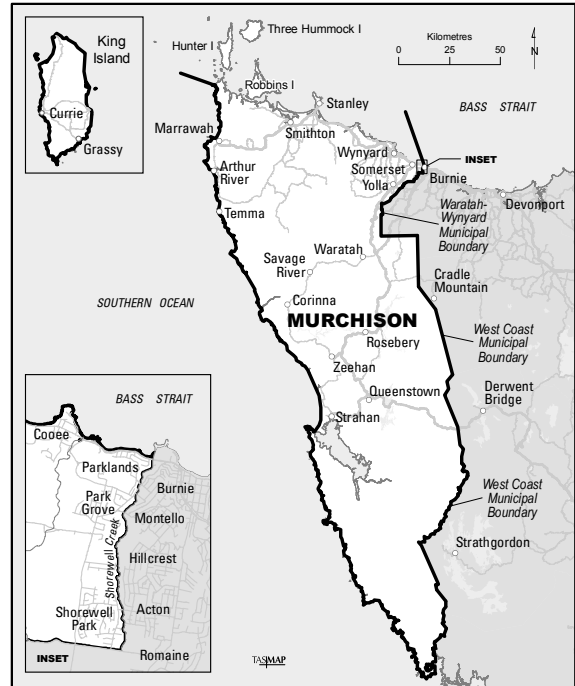 King
Island
Currie
Grassy
Three Hummock I
Hunter I
Robbins I
Kilometres
0 25 50
N
BASS STRAIT
Stanley
Smithton
Marrawah
Wynyard
Somerset
Yolla
INSET
Burnie
Arthur
River
Devonport
Waratah-
Wynyard
Municipal
Boundary
Temma
Waratah
Savage
River
Cradle
Mountain
SOUTHERN OCEAN
Corinna
MURCHISON
Rosebery
West Coast
Municipal
Boundary
Zeehan
Queenstown
Derwent
Bridge
Strahan
West Coast
Municipal
Boundary
Strathgordon
BASS STRAIT
Cooee
Parklands
Burnie
Park
Grove
Montello
Shorewell Creek
Hillcrest
Shorewell
Park
Acton
INSET
Romaine
TASMAP